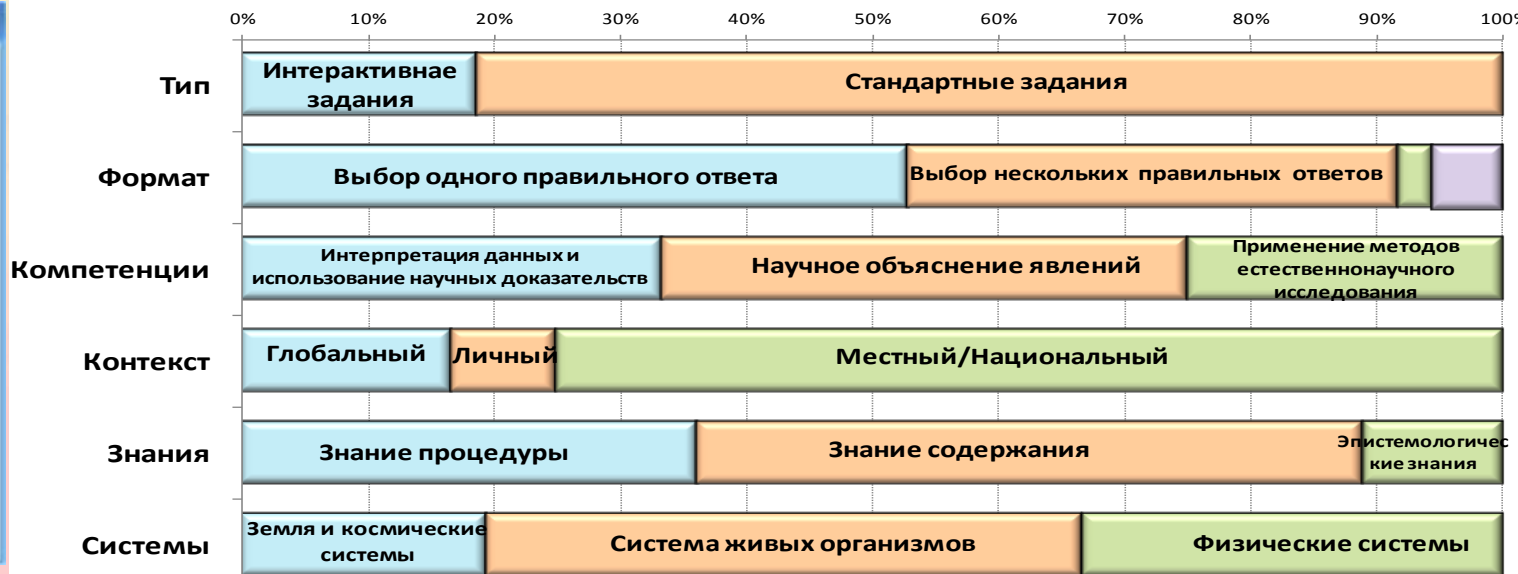 0% 10% 20% 30% 40% 50% 60% 70% 80% 90% 100%
Тип
Интерактивнае
задания
Стандартные задания
Формат
Выбор одного правильного ответа
Выбор нескольких правильных ответов
Компетенции
Интерпретация данных и
использование научных доказательств
Научное объяснение явлений
Применение методов
естественнонаучного
исследования
Контекст
Глобальный
Личный
Местный/Национальный
Знания
Знание процедуры
Знание содержания
Эпистемологичес
кие знания
Системы
Земля и космические
системы
Система живых организмов
Физические системы